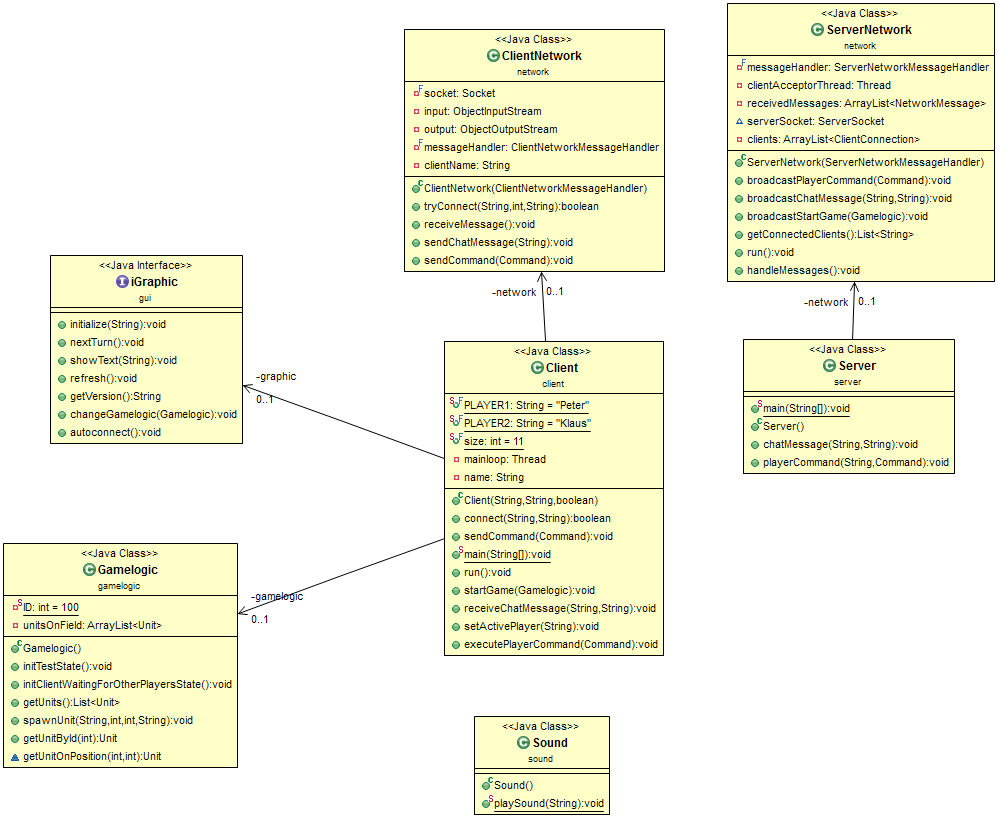 <<Java Class>>
ClientNetwork
network
socket: Socket
input: ObjectInputStream
output: ObjectOutputStream
messageHandler: ClientNetworkMessageHandler
clientName: String
ClientNetwork(ClientNetworkMessageHandler)
tryConnect(String,int,String):boolean
receiveMessage():void
sendChatMessage(String):void
sendCommand(Command):void
<<Java Class>>
ServerNetwork
network
messageHandler: ServerNetworkMessageHandler
clientAcceptorThread: Thread
receivedMessages: ArrayList<NetworkMessage>
serverSocket: ServerSocket
clients: ArrayList<ClientConnection>
ServerNetwork(ServerNetworkMessageHandler)
broadcastPlayerCommand(Command):void
broadcastChatMessage(String,String):void
broadcastStartGame(Gamelogic):void
getConnectedClients():List<String>
run():void
handleMessages():void
<<Java Interface>>
iGraphic
gui
initialize(String):void
nextTurn():void
showText(String):void
refresh():void
getVersion():String
changeGamelogic(Gamelogic):void
autoconnect():void
-network 0..1
-network 0..1
-graphic
0..1
<<Java Class>>
Client
client
PLAYER1: String = "Peter"
PLAYER2: String = "Klaus"
size: int = 11
mainloop: Thread
name: String
Client(String,String,boolean)
connect(String,String):boolean
sendCommand(Command):void
main(String[]):void
run():void
startGame(Gamelogic):void
receiveChatMessage(String,String):void
setActivePlayer(String):void
executePlayerCommand(Command):void
<<Java Class>>
Server
server
main(String[]):void
Server()
chatMessage(String,String):void
playerCommand(String,Command):void
-gamelogic
0..1
<<Java Class>>
Gamelogic
gamelogic
ID: int = 100
unitsOnField: ArrayList<Unit>
Gamelogic()
initTestState():void
initClientWaitingForOtherPlayersState():void
getUnits():List<Unit>
spawnUnit(String,int,int,String):void
getUnitById(int):Unit
getUnitOnPosition(int,int):Unit
<<Java Class>>
Sound
sound
Sound()
playSound(String):void